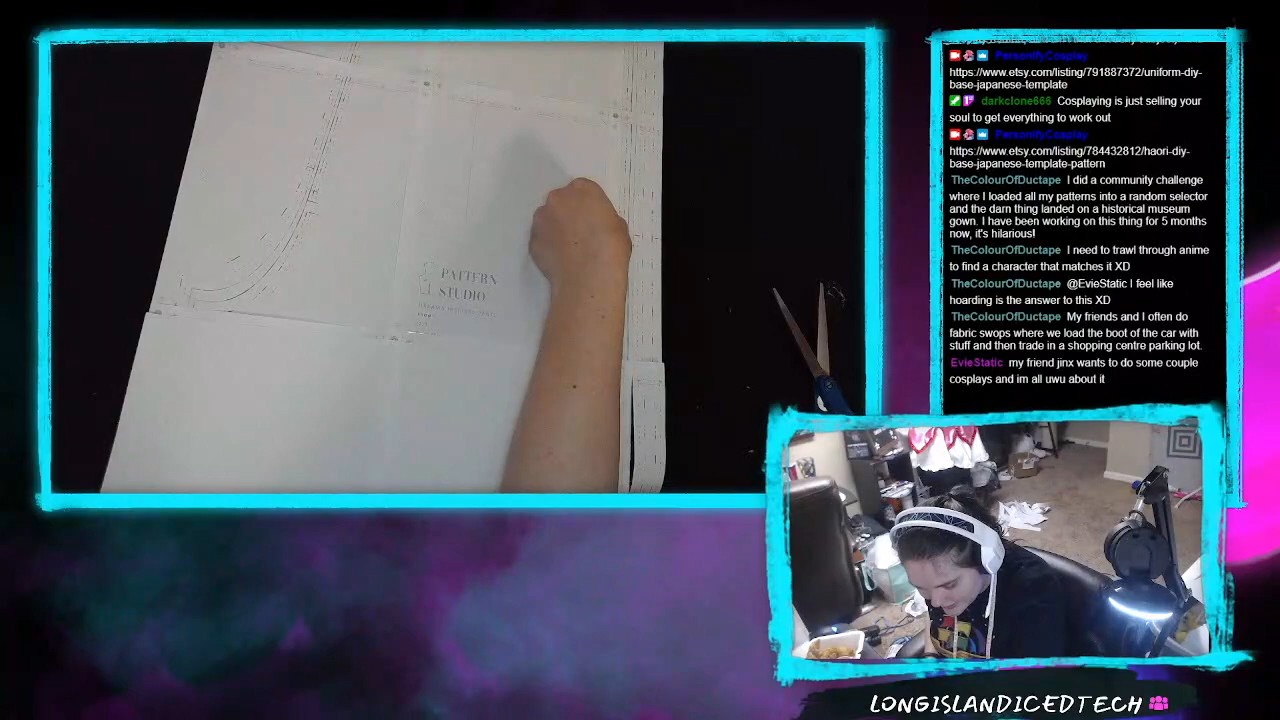 PATTERN
STUDIO
PersonifyCosplay
https://www.etsy.com/listing/791887372/uniform-diy-
base-japanese-template
darkclone666 Cosplaying is just selling your
soul to get everything to work out
PersonifyCosplay
https://www.etsy.com/listing/784432812/haori-diy-
base-japanese-template-pattern
TheColourOfDuctape I did a community challenge
where I loaded all my patterns into a random selector
and the darn thing landed on a historical museum
gown. I have been working on this thing for 5 months
now, it's hilarious!
TheColourOfDuctape I need to trawl through anime
to find a character that matches it XD
TheColourOfDuctape @EvieStatic I feel like
hoarding is the answer to this XD
TheColourOfDuctape My friends and I often do
fabric swops where we load the boot of the car with
stuff and then trade in a shopping centre parking lot.
EvieStatic my friend jinx wants to do some couple
cosplays and im all uwu about it
LONGISLANDICEDTECH